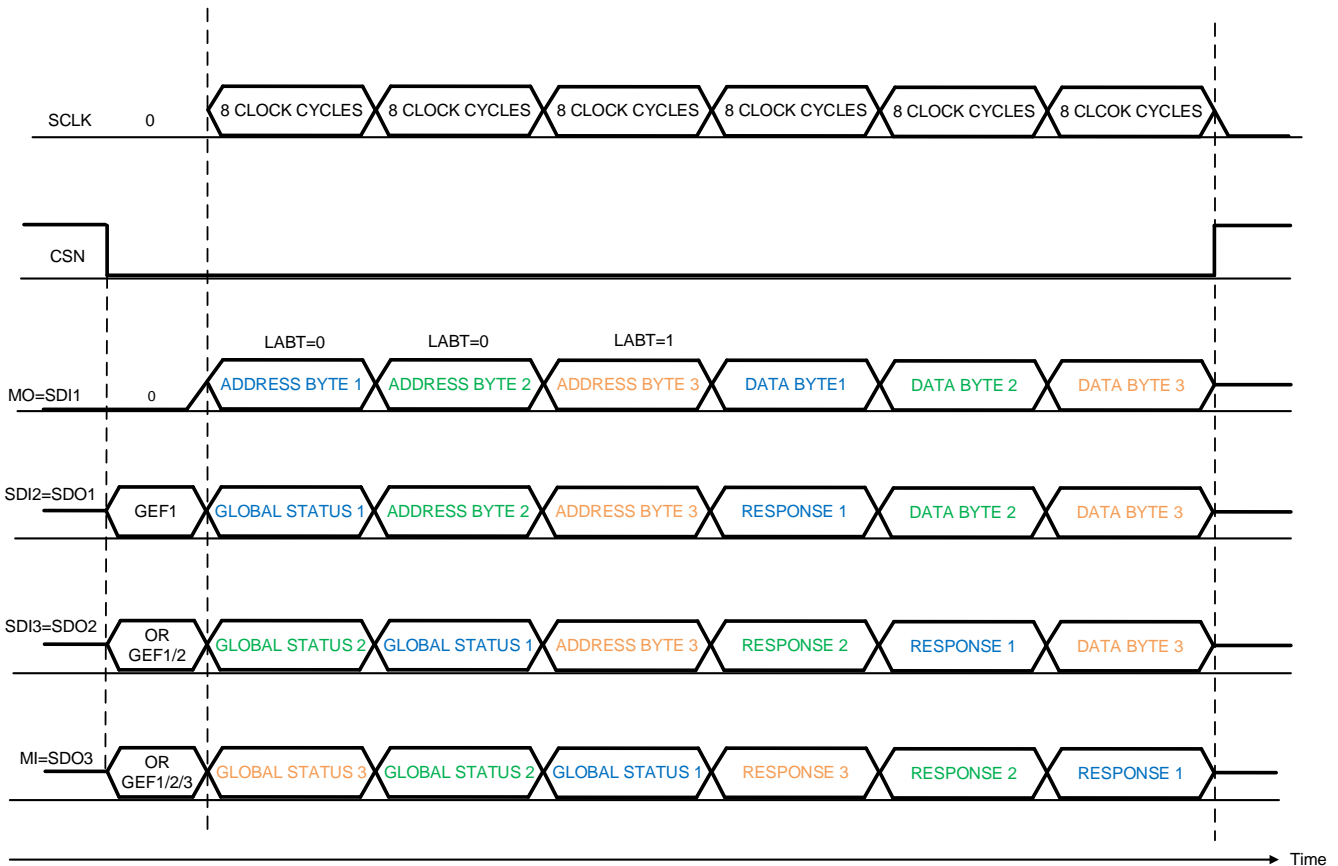 SCLK 0 8 CLOCK CYCLES 8 CLOCK CYCLES 8 CLOCK CYCLES 8 CLOCK CYCLES 8 CLOCK CYCLES 8 CLCOK CYCLES
CSN
LABT=0 LABT=0 LABT=1
MO=SDI1 0 ADDRESS BYTE 1 ADDRESS BYTE 2 ADDRESS BYTE 3 DATA BYTE1 DATA BYTE 2 DATA BYTE 3
SDI2=SDO1 GEF1 GLOBAL STATUS 1 ADDRESS BYTE 2 ADDRESS BYTE 3 RESPONSE 1 DATA BYTE 2 DATA BYTE 3
SDI3=SDO2 OR
GEF1/2 GLOBAL STATUS 2 GLOBAL STATUS 1 ADDRESS BYTE 3 RESPONSE 2 RESPONSE 1 DATA BYTE 3
MI=SDO3 OR
GEF1/2/3 GLOBAL STATUS 3 GLOBAL STATUS 2 GLOBAL STATUS 1 RESPONSE 3 RESPONSE 2 RESPONSE 1
Time